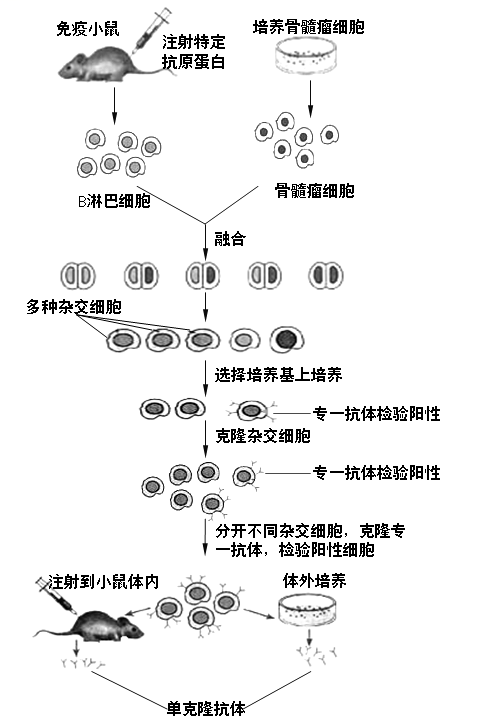 免疫小鼠
注射特定
抗原蛋白
培养骨髓瘤细胞
B淋巴细胞
骨髓瘤细胞
融合
多种杂交细胞
选择培养基上培养
专一抗体检验阳性
克隆杂交细胞
专一抗体检验阳性
分开不同杂交细胞，克隆专
一抗体，检验阳性细胞
注射到小鼠体内
体外培养
单克隆抗体